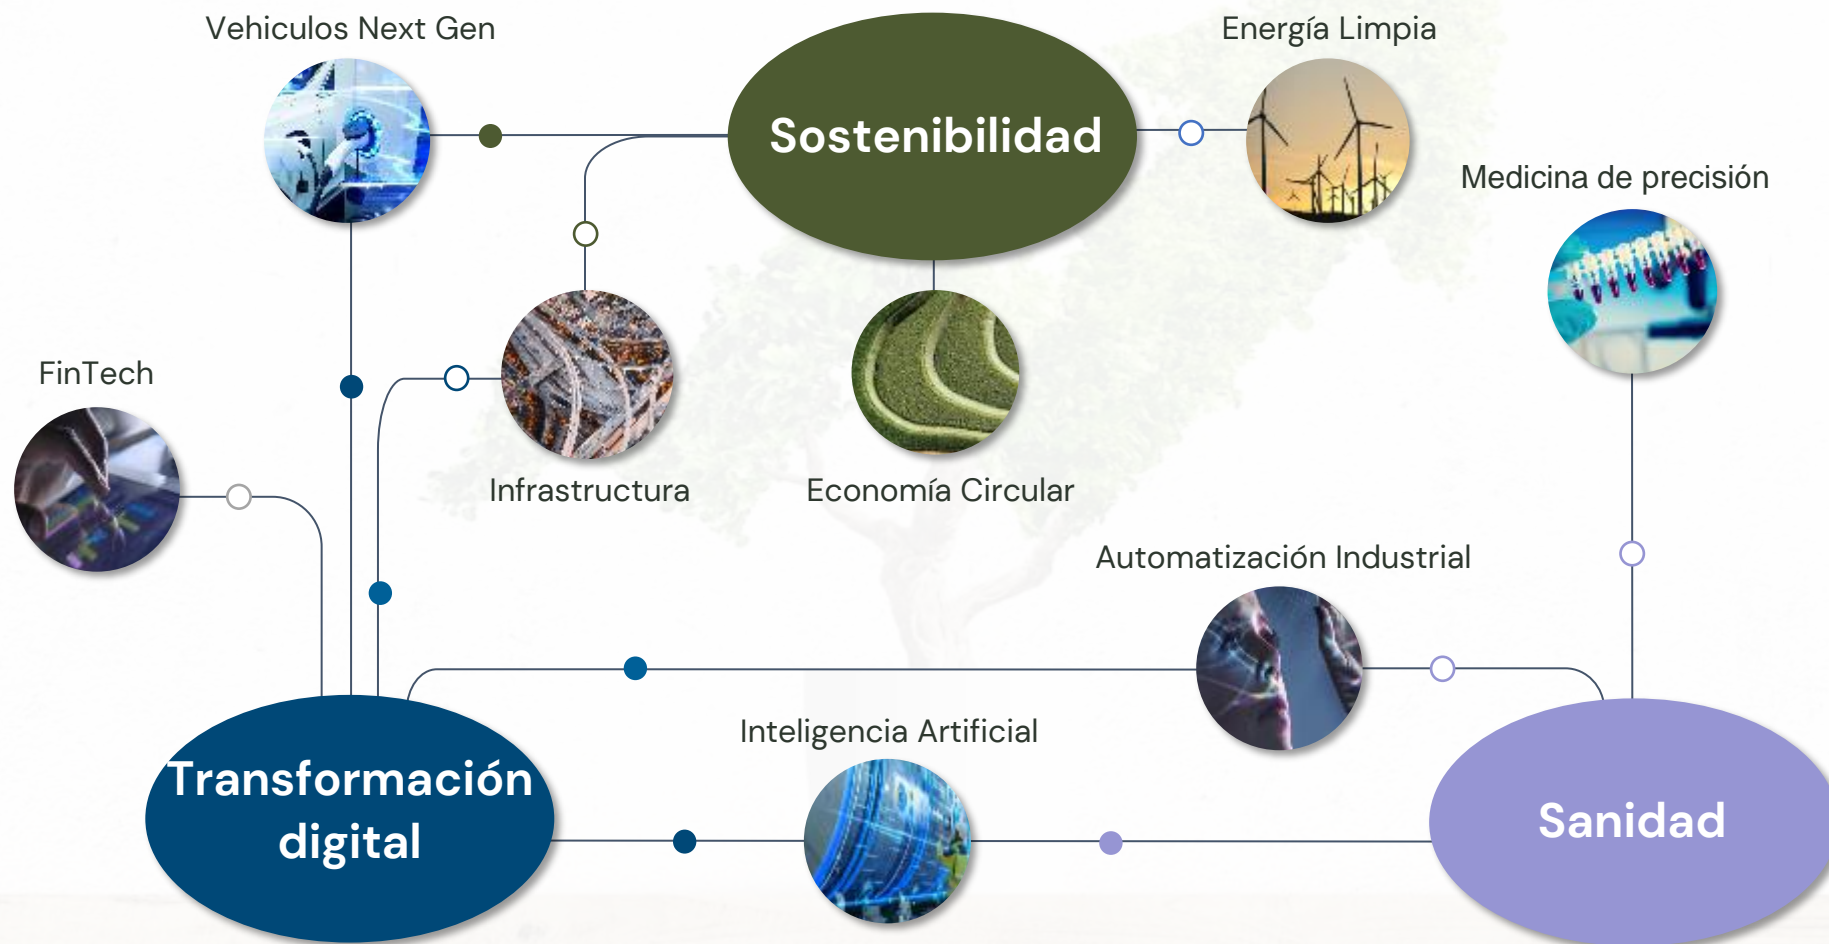 Vehiculos Next Gen
Energía Limpia
Sostenibilidad
Medicina de precisión
FinTech
Infrastructura
Economía Circular
Automatización Industrial
Inteligencia Artificial
Transformación
digital
Sanidad